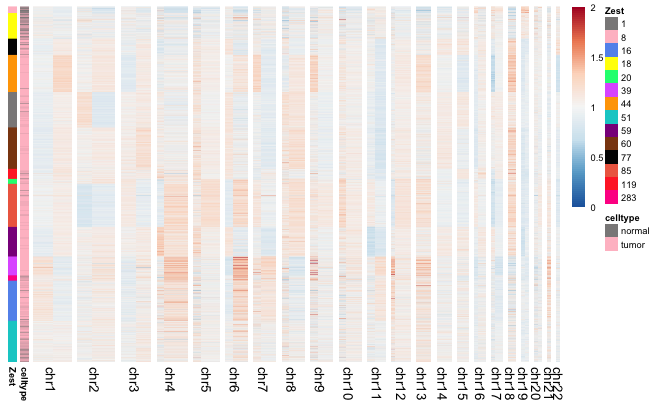 2
1.5
1
0.5
0
Zest
1
8
16
18
20
39
44
51
59
60
77
85
119
283
celltype
normal
tumor
Zest
celltype
chr1
chr2
chr3
chr4
chr5
chr6
chr7
chr8
chr9
chr10
chr11
chr12
chr13
chr14
chr15
chr16
chr17
chr18
chr19
chr20
chr21
chr22